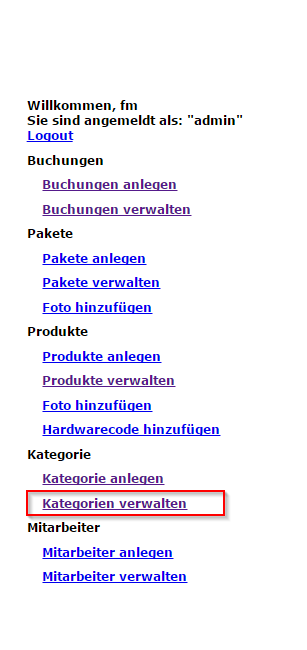 Willkommen, fm
Sie sind angemeldt als: "admin"
Logout
Buchungen
Buchungen anlegen
Buchungen verwalten
Pakete
Pakete anlegen
Pakete verwalten
Foto hinzufügen
Produkte
Produkte anlegen
Produkte verwalten
Foto hinzufügen
Hardwarecode hinzufügen
Kategorie
Kategorie anlegen
Kategorien verwalten
Mitarbeiter
Mitarbeiter anlegen
Mitarbeiter verwalten